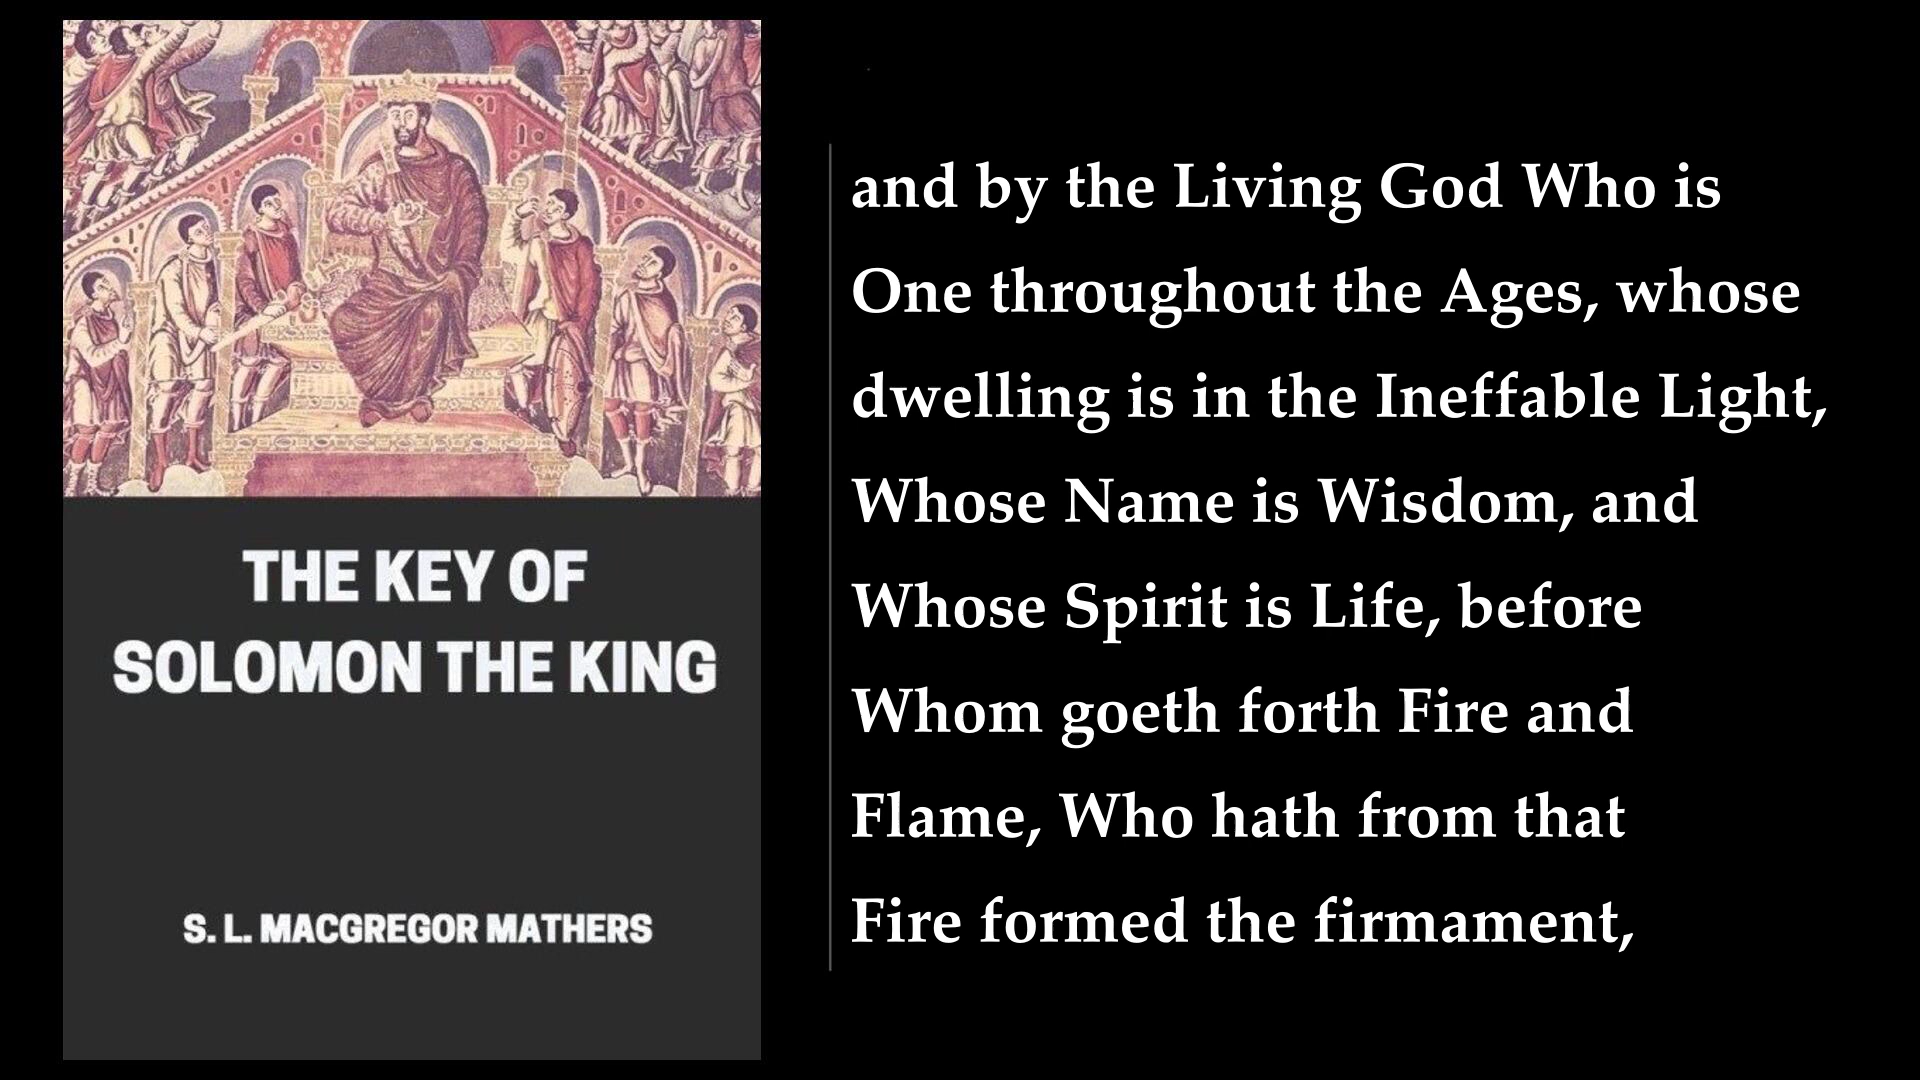 THE KEY OF
SOLOMON THE KING
S. L. MACGREGOR MATHERS
and by the Living God Who is
One throughout the Ages, whose
dwelling is in the Ineffable Light,
Whose Name is Wisdom, and
Whose Spirit is Life, before
Whom goeth forth Fire and
Flame, Who hath from that
Fire formed the firmament,